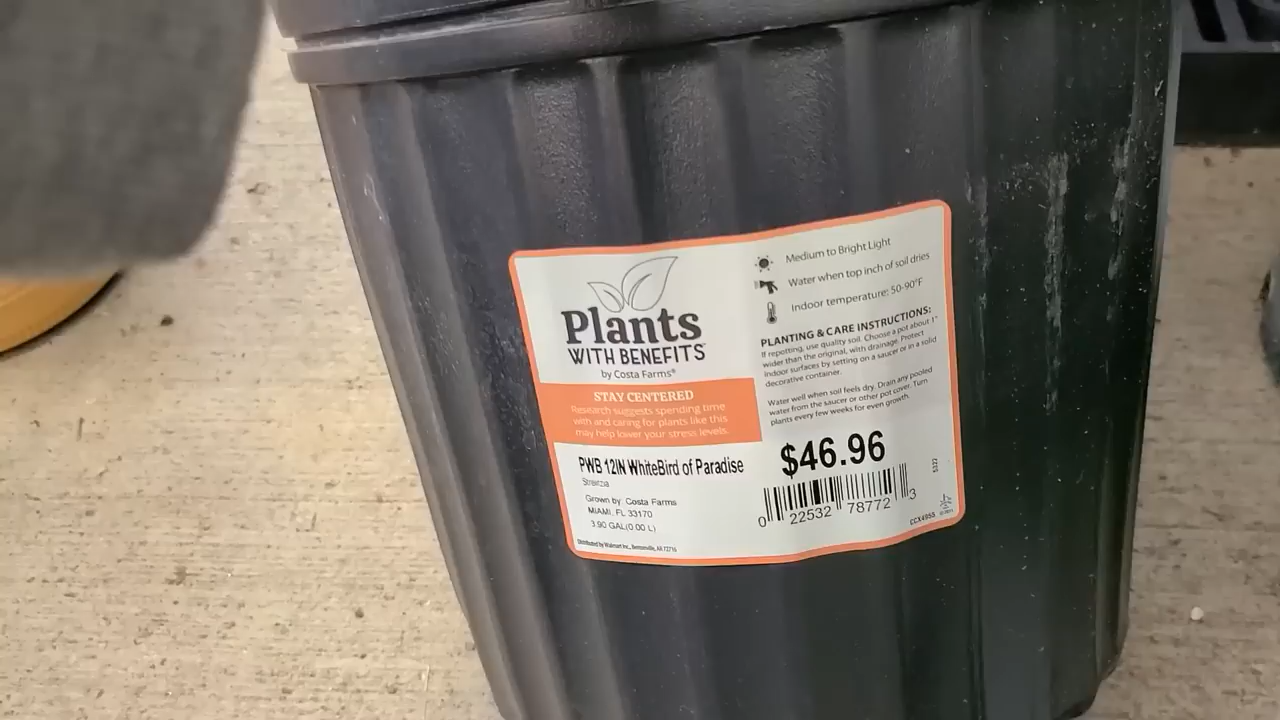 Plants
WITH BENEFITS
by Costa Farms®
STAY CENTERED
Research suggests spending time
with and caring for plants like this
may help lower your stress levels.
PWB 12IN WhiteBird of Paradise
Grown by Costa Farms
MIAMI, FL 33170
3.90 GAL(0.00 L)
Distributed by Walmart Inc., Bentonville, AR 72716
Medium to Bright Light
Water when top inch of soil dries
Indoor temperature: 50-90°F
PLANTING & CARE INSTRUCTIONS:
If repotting, use quality soil. Choose a pot about 1"
wider than the original, with drainage. Protect
indoor surfaces by setting on a saucer or in a solid
decorative container.
Water well when soil feels dry. Drain any pooled
water from the saucer or other pot cover. Turn
plants every few weeks for even growth.
$46.96
0 22532 78772 3
5322
CCX4955